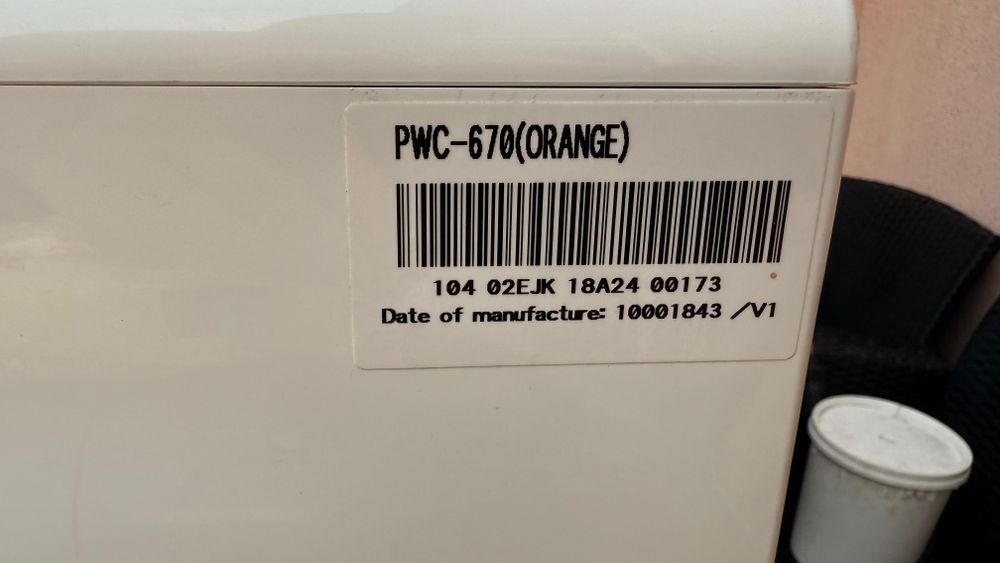 PWC-670(ORANGE)
104 02EJK 18A24 00173
Date of manufacture: 10001843 /V1